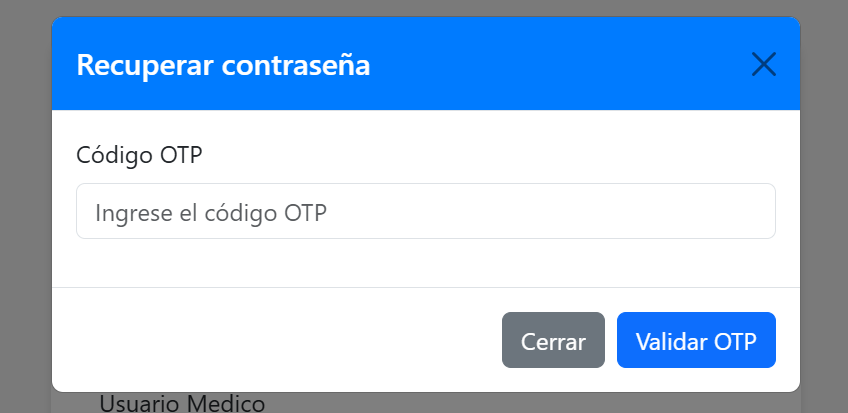 Recuperar contraseña
Código OTP
Ingrese el código OTP
Cerrar
Validar OTP
Usuario Medico